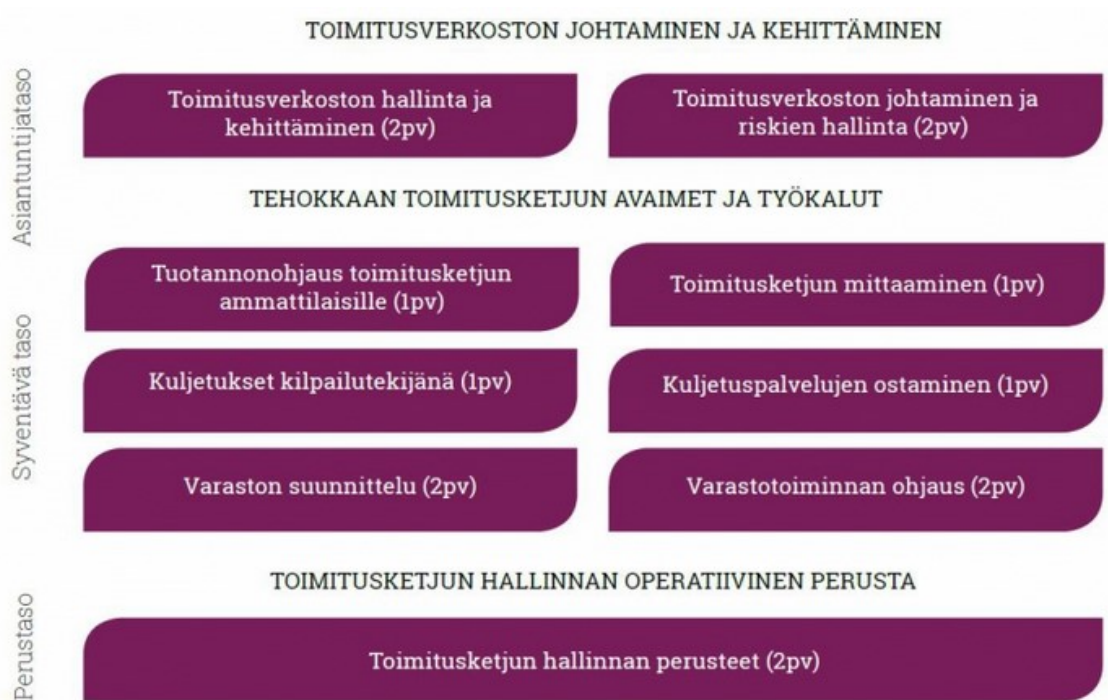 TOIMITUSVERKOSTON JOHTAMINEN JA KEHITTÄMINEN
Asiantuntijataso
Toimitusverkoston hallinta ja
kehittäminen (2pv)
Toimitusverkoston johtaminen ja
riskien hallinta (2pv)
TEHOKKAAN TOIMITUSKETJUN AVAIMET JA TYÖKALUT
Syventävä taso
Tuotannonohjaus toimitusketjun
ammattilaisille (1pv)
Toimitusketjun mittaaminen (1pv)
Kuljetukset kilpailutekijänä (1pv)
Kuljetuspalvelujen ostaminen (1pv)
Varaston suunnittelu (2pv)
Varastotoiminnan ohjaus (2pv)
TOIMITUSKETJUN HALLINNAN OPERATIIVINEN PERUSTA
Perustaso
Toimitusketjun hallinnan perusteet (2pv)